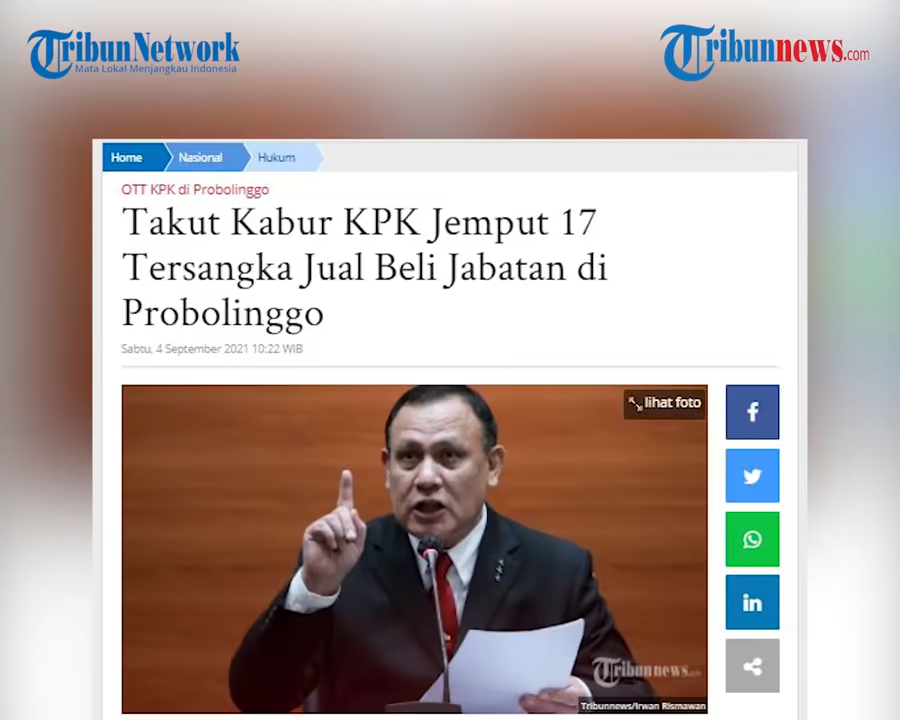 TribunNetwork
Mata Lokal Menjangkau Indonesia
Tribunnews.com
Home
Nasional
Hukum
OTT KPK di Probolinggo
Takut Kabur KPK Jemput 17
Tersangka Jual Beli Jabatan di
Probolinggo
Sabtu, 4 September 2021 10:22 WIB
lihat foto
Tribunnews.com
Tribunnews/Irwan Rismawan